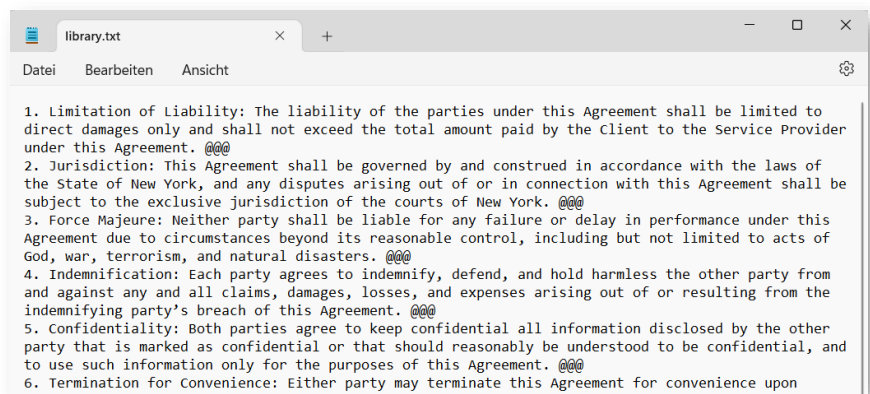 library.txt
Datei Bearbeiten Ansicht
1. Limitation of Liability: The liability of the parties under this Agreement shall be limited to
direct damages only and shall not exceed the total amount paid by the Client to the Service Provider
under this Agreement. @@@
2. Jurisdiction: This Agreement shall be governed by and construed in accordance with the laws of
the State of New York, and any disputes arising out of or in connection with this Agreement shall be
subject to the exclusive jurisdiction of the courts of New York. @@@
3. Force Majeure: Neither party shall be liable for any failure or delay in performance under this
Agreement due to circumstances beyond its reasonable control, including but not limited to acts of
God, war, terrorism, and natural disasters. @@@
4. Indemnification: Each party agrees to indemnify, defend, and hold harmless the other party from
and against any and all claims, damages, losses, and expenses arising out of or resulting from the
indemnifying party’s breach of this Agreement. @@@
5. Confidentiality: Both parties agree to keep confidential all information disclosed by the other
party that is marked as confidential or that should reasonably be understood to be confidential, and
to use such information only for the purposes of this Agreement. @@@
6. Termination for Convenience: Either party may terminate this Agreement for convenience upon